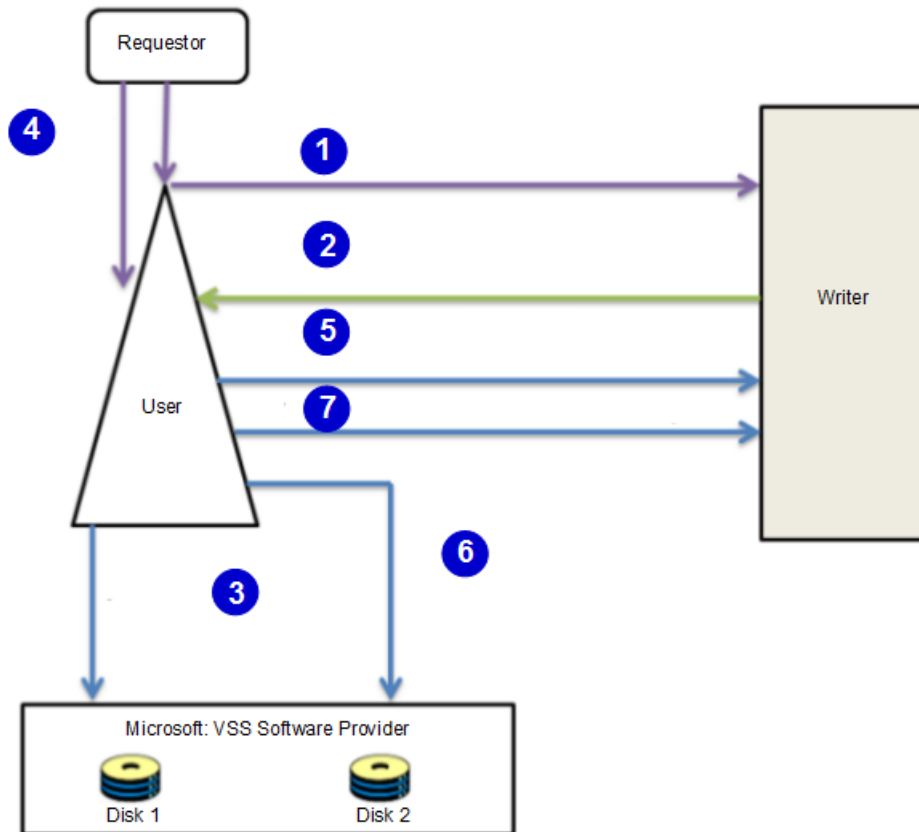 Requestor
4
1
2
Writer
5
User
7
6
3
Microsoft: VSS Software Provider
Disk 1
Disk 2